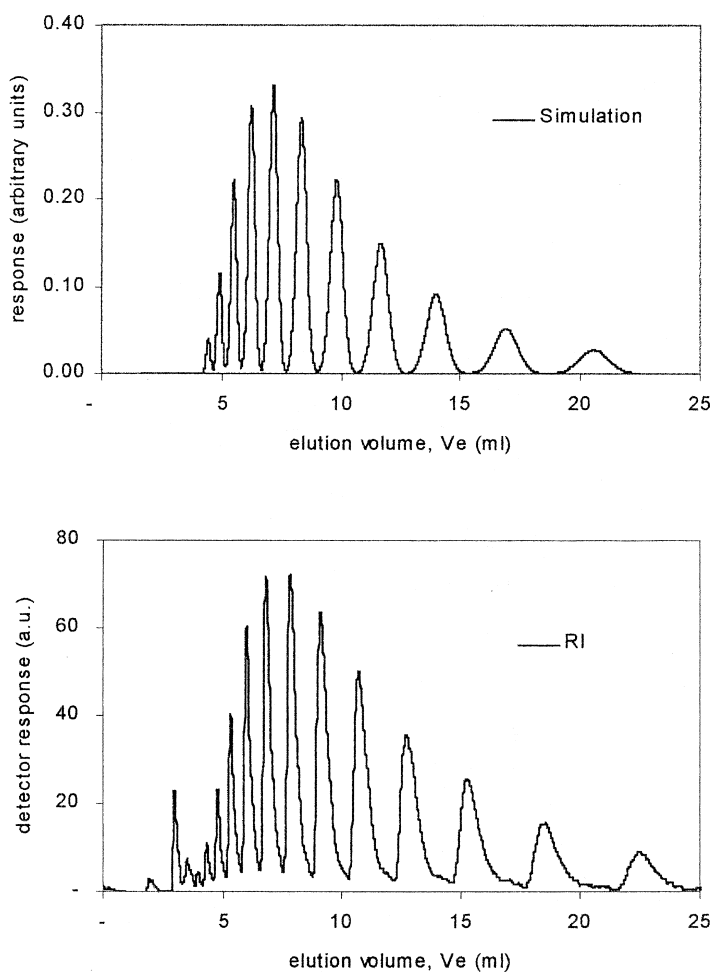 0.40
0.30
0.20
0.10
0.00
response (arbitrary units)
Simulation
- 5 10 15 20 25
elution volume, Ve (ml)
80
60
40
20
-
detector response (a.u.)
RI
- 5 10 15 20 25
elution volume, Ve (ml)